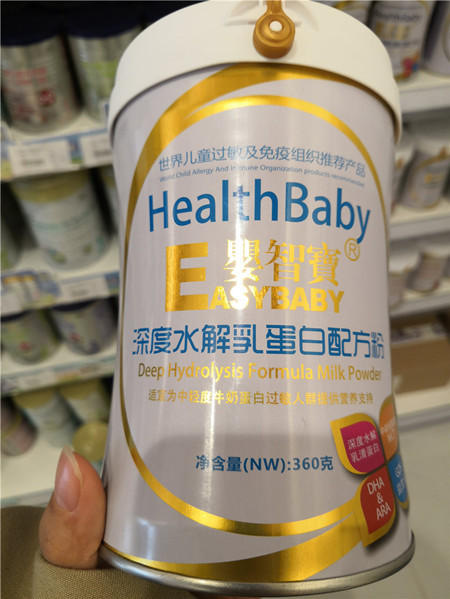 世界儿童过敏及免疫组织推荐产品
World Child Allergy And Immune Organization products recommended
HealthBaby
嬰智寶®
EASYBABY
深度水解乳蛋白配方粉
Deep Hydrolysis Formula Milk Powder
适宜为中轻度牛奶蛋白过敏人群提供营养支持
深度水解
乳清蛋白
净含量(NW):360克
DHA
&ARA